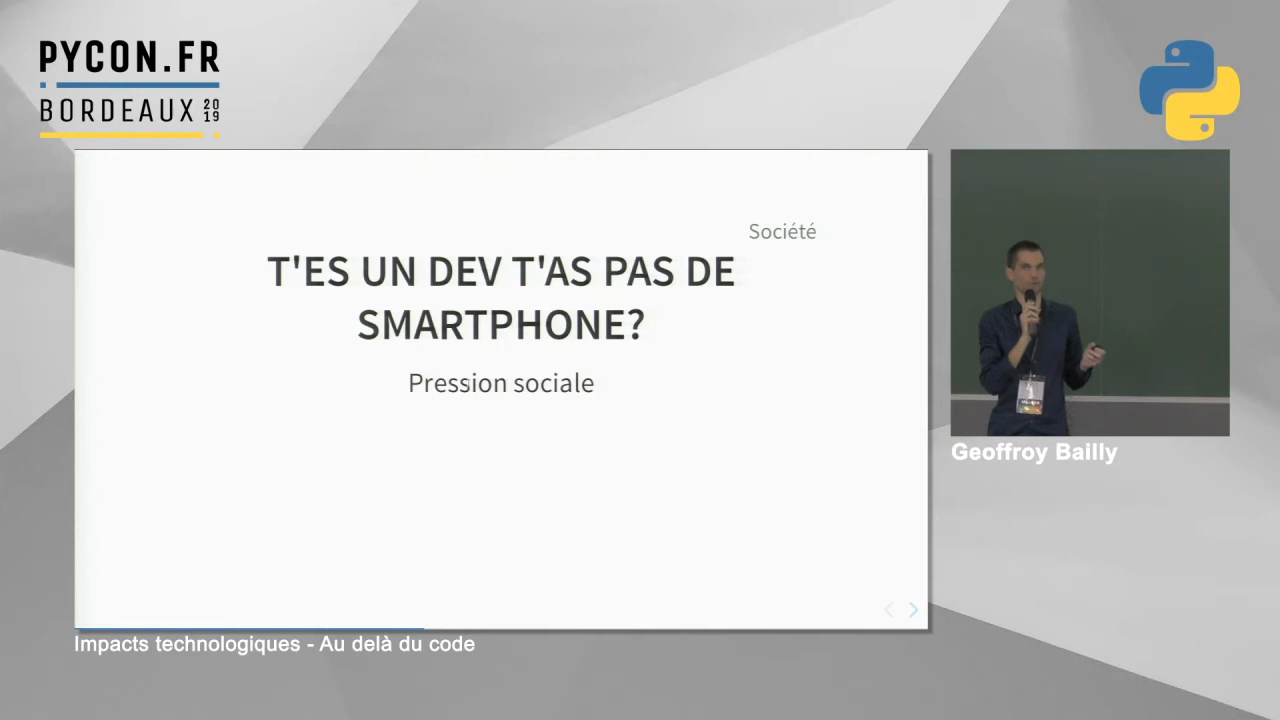 PYCON.FR
BORDEAUX 2019
Société
T'ES UN DEV T'AS PAS DE
SMARTPHONE?
Pression sociale
Geoffroy Bailly
Impacts technologiques - Au delà du code